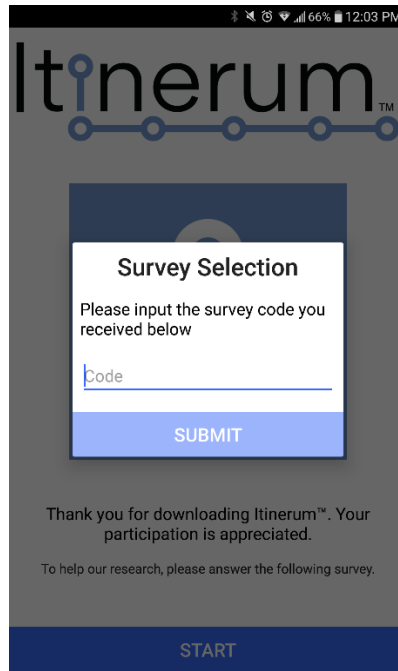 66% 12:03 PM
Itinerum™
Survey Selection
Please input the survey code you
received below
Code
SUBMIT
Thank you for downloading Itinerum™. Your
participation is appreciated.
To help our research, please answer the following survey.
START